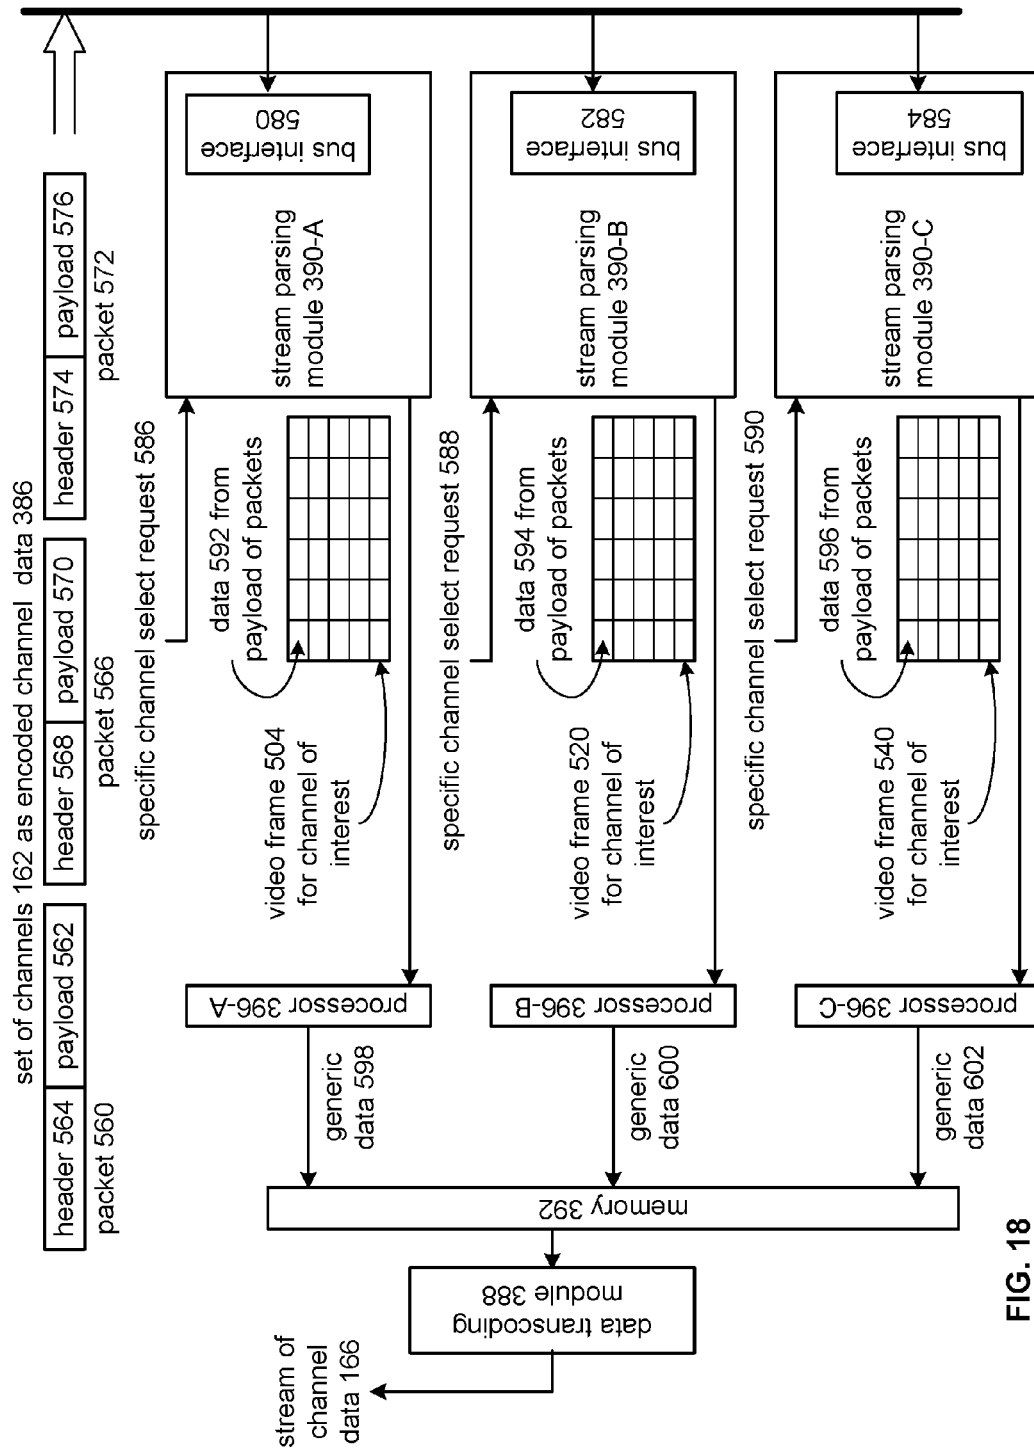 set of channels 162 as encoded channel data 386
header 564
payload 562
packet 560
header 568
payload 570
packet 566
header 574
payload 576
packet 572
specific channel select request 586
data 592 from
payload of packets
video frame 504
for channel of
interest
stream parsing
module 390-A
bus interface
580
processor 396-A
generic
data 598
specific channel select request 588
data 594 from
payload of packets
video frame 520
for channel of
interest
stream parsing
module 390-B
bus interface
582
processor 396-B
generic
data 600
specific channel select request 590
data 596 from
payload of packets
video frame 540
for channel of
interest
stream parsing
module 390-C
bus interface
584
processor 396-C
generic
data 602
memory 392
data transcoding
module 388
stream of
channel
data 166
FIG. 18